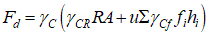 F_d = γ_C (γ_CR RA + uΣγ_Cf f_i h_i)